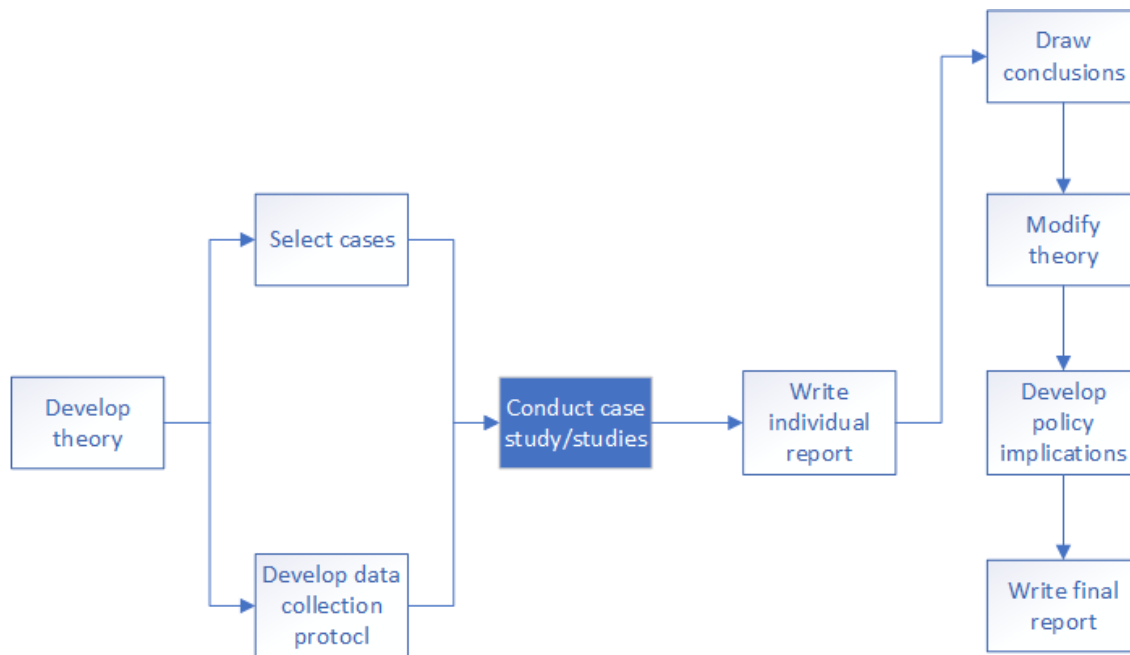 Develop
theory
Select cases
Develop data
collection
protocl
Conduct case
study/studies
Write
individual
report
Draw
conclusions
Modify
theory
Develop
policy
implications
Write final
report